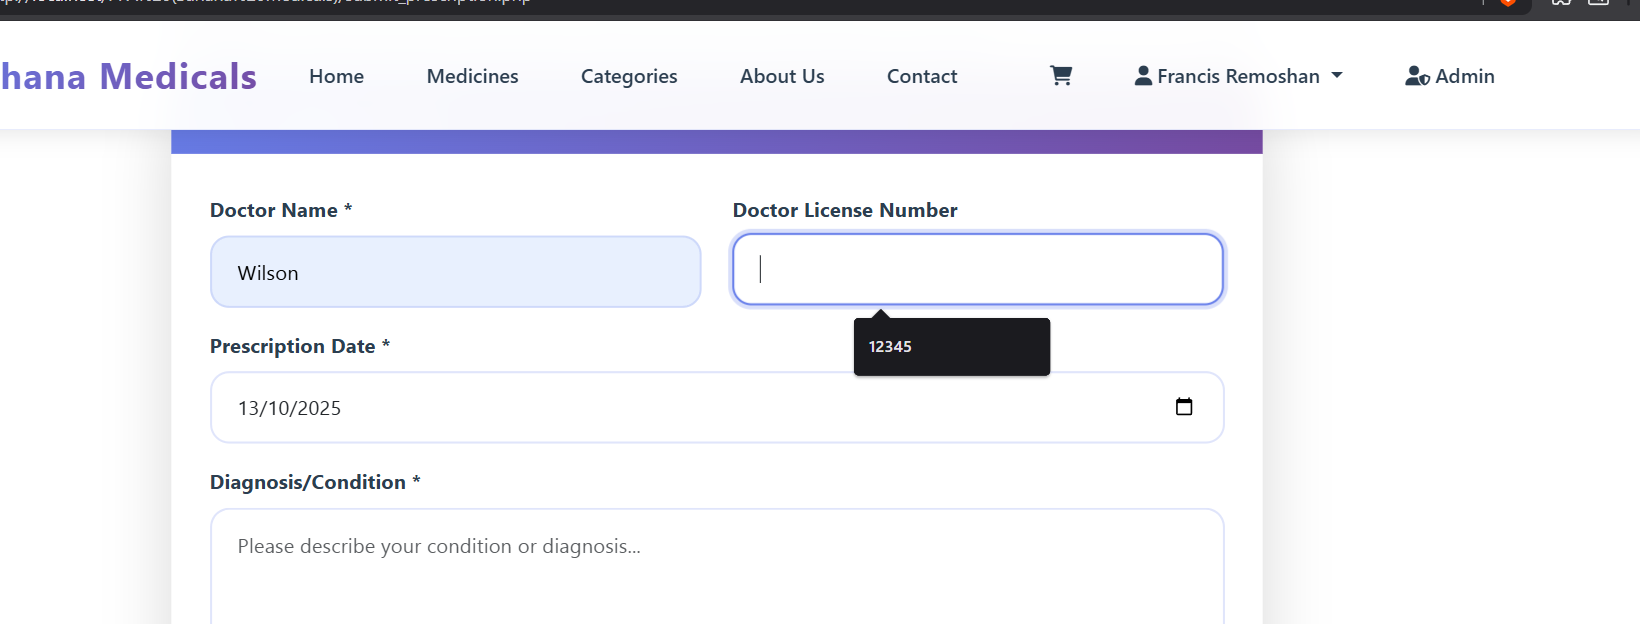 hana Medicals
Home
Medicines
Categories
About Us
Contact
Francis Remoshan
Admin
Doctor Name *
Doctor License Number
Wilson
12345
Prescription Date *
13/10/2025
Diagnosis/Condition *
Please describe your condition or diagnosis...